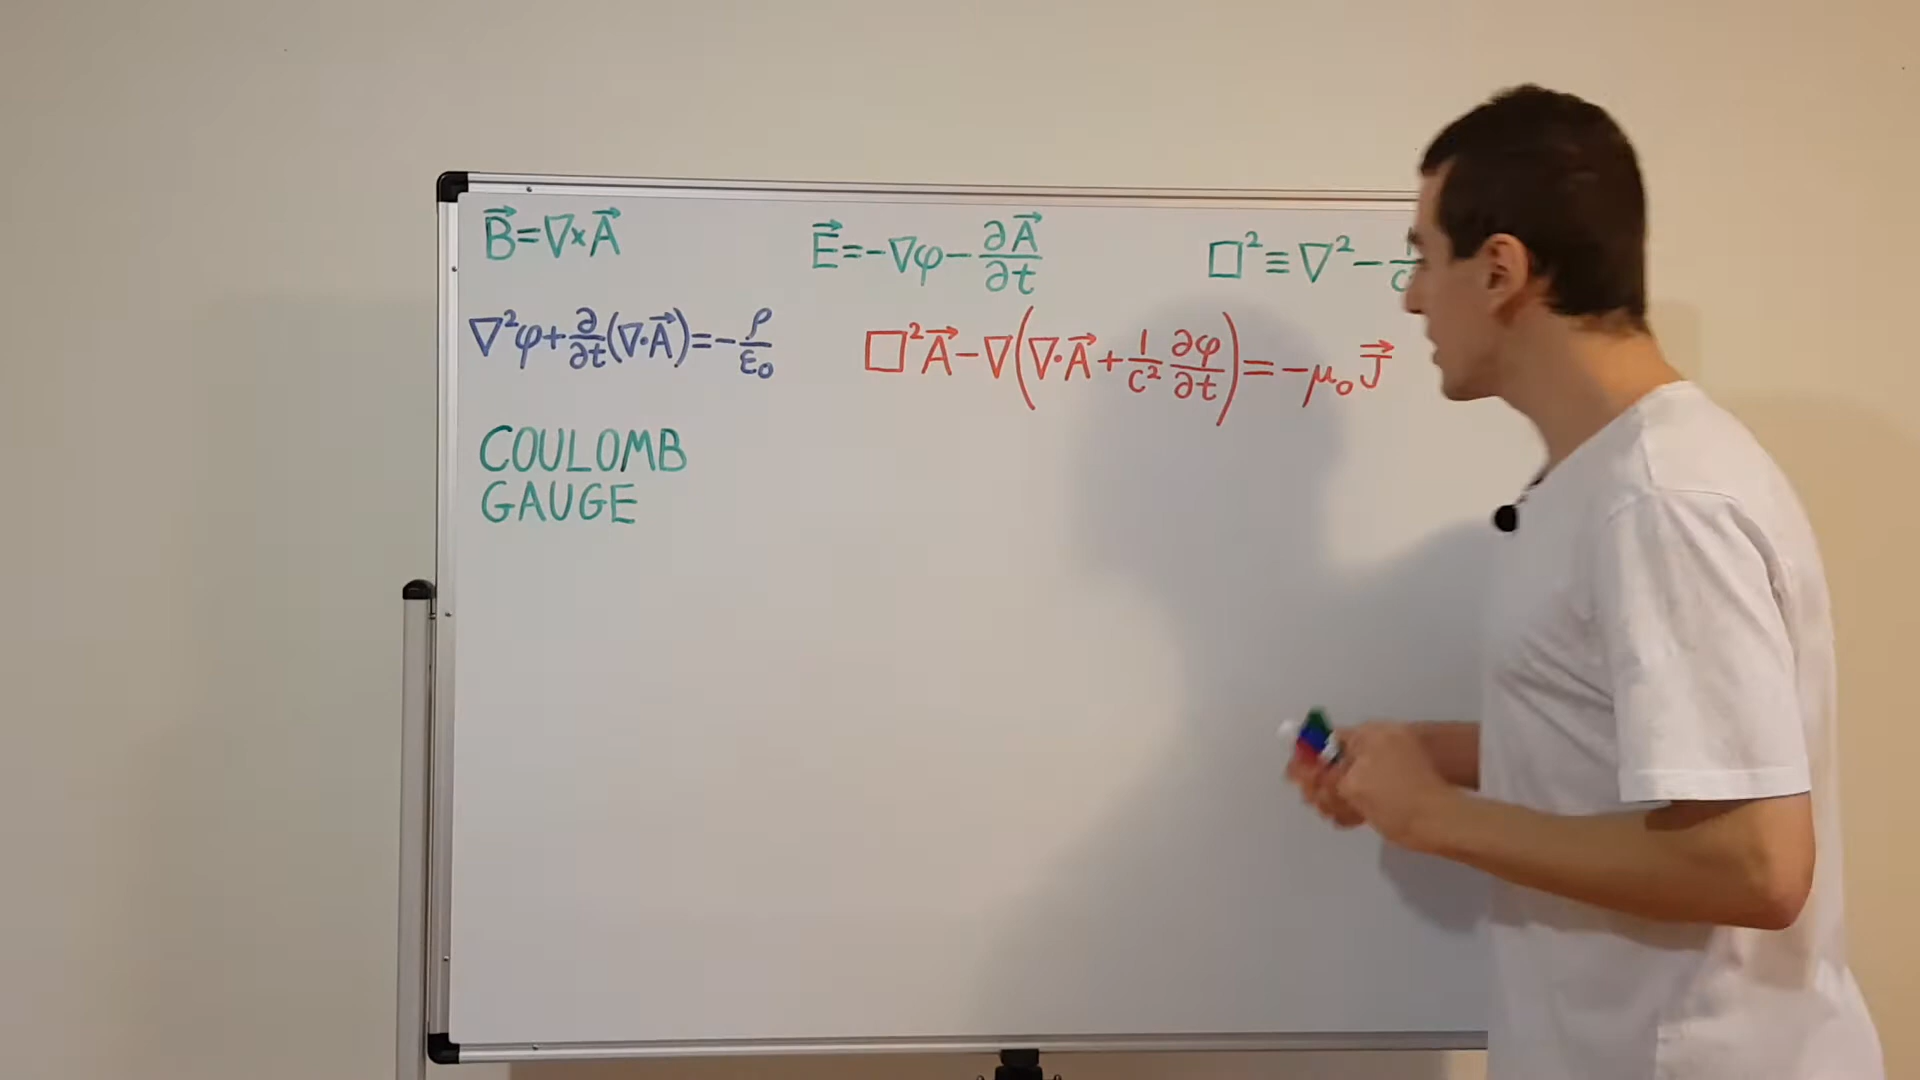 B⃗=∇×A⃗
E⃗=-∇φ-∂A⃗/∂t
□²≡∇²-
∇²φ+∂/∂t(∇·A⃗)=-ρ/ε₀
□²A⃗-∇(∇·A⃗+1/c² ∂φ/∂t)=-μ₀J⃗
COULOMB
GAUGE